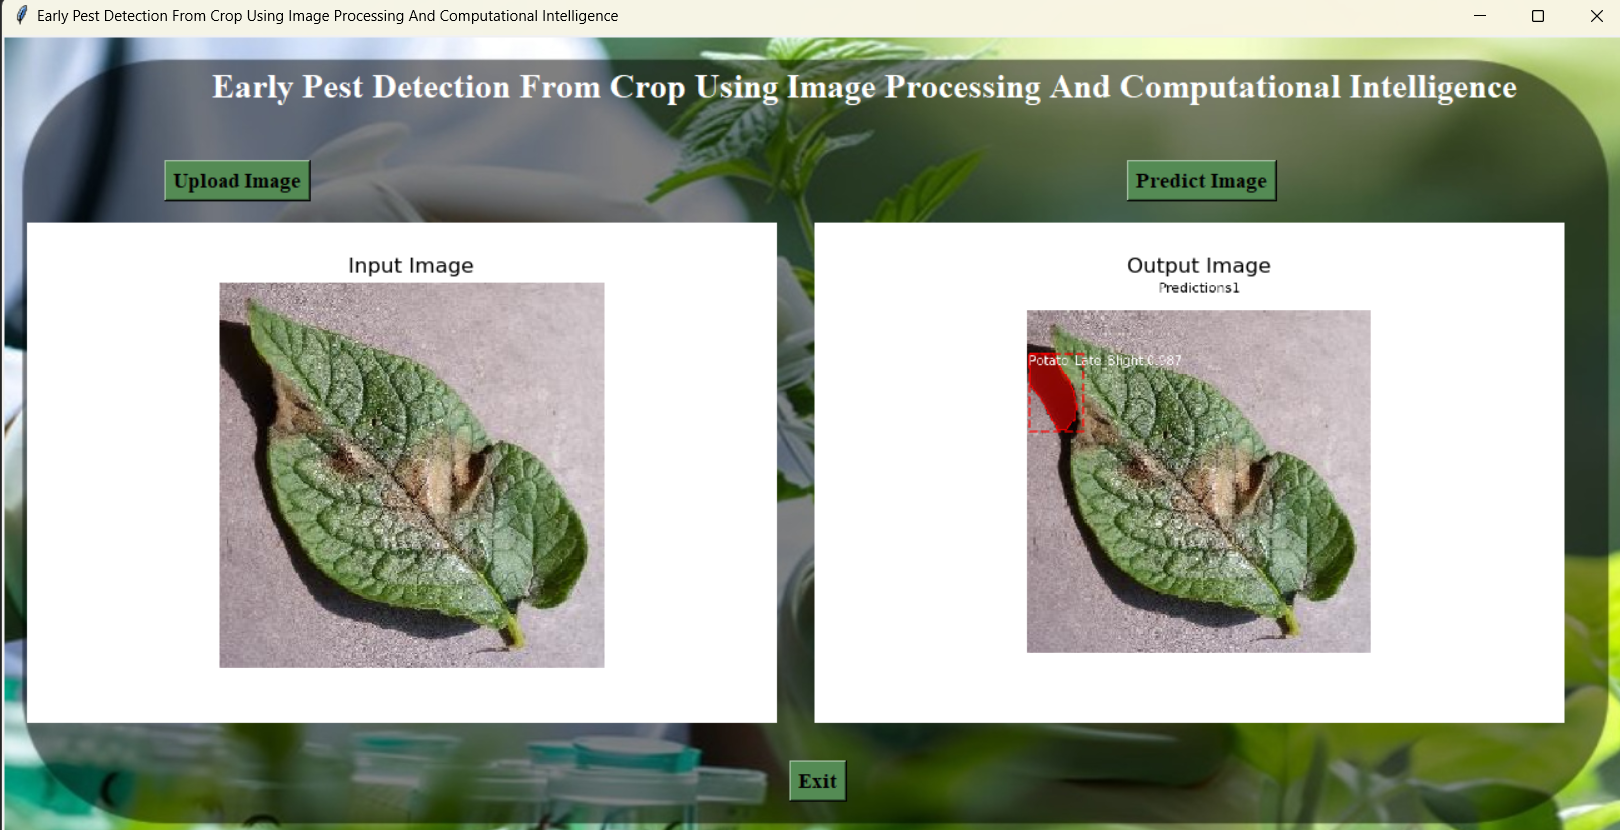 Early Pest Detection From Crop Using Image Processing And Computational Intelligence
Early Pest Detection From Crop Using Image Processing And Computational Intelligence
Upload Image
Predict Image
Input Image
Output Image
Predictions1
Potato Late Blight 0.987
Exit